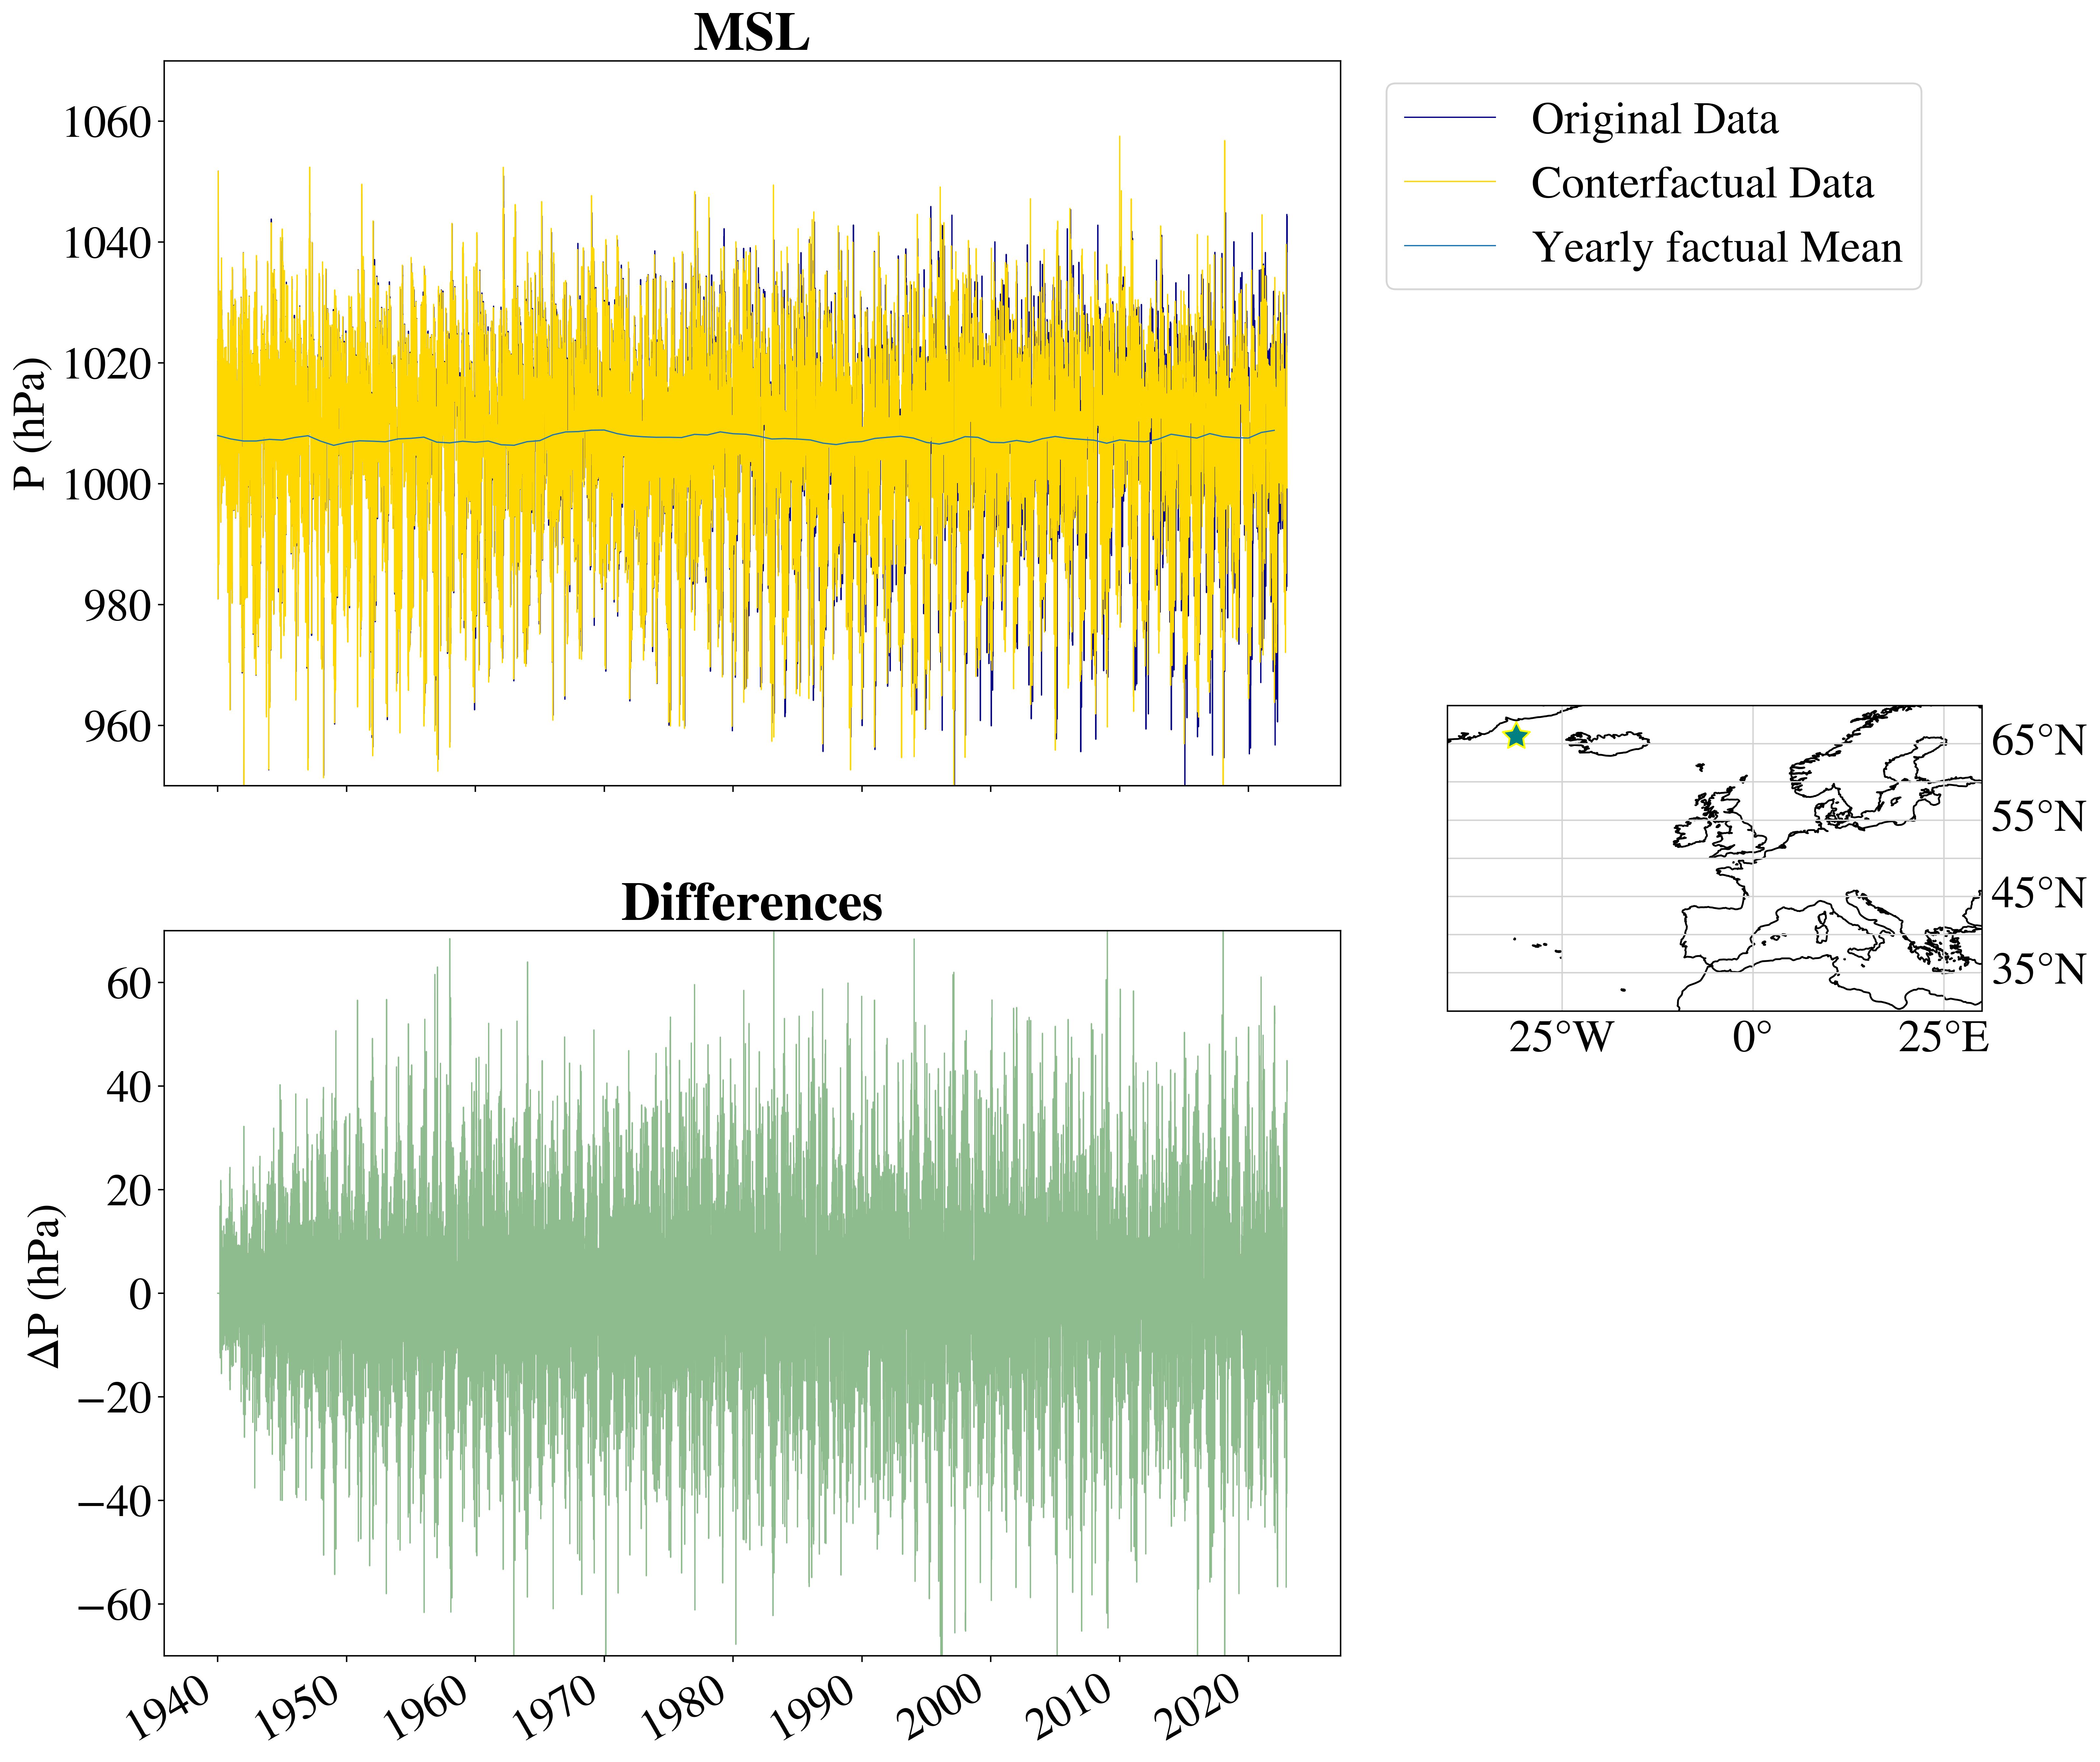 MSL
1060
1040
1020
1000
980
960
P (hPa)
Original Data
Conterfactual Data
Yearly factual Mean
65°N
55°N
45°N
35°N
25°W 0° 25°E
Differences
60
40
20
0
−20
−40
−60
ΔP (hPa)
1940 1950 1960 1970 1980 1990 2000 2010 2020